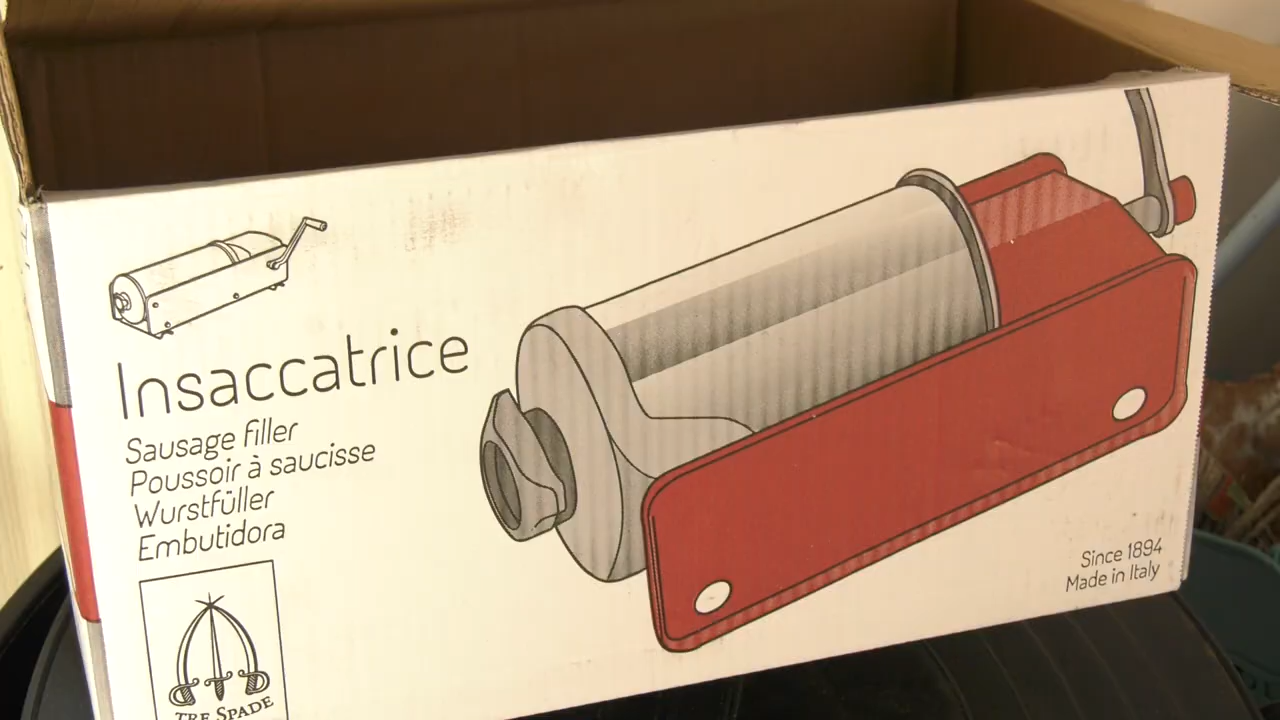 Insaccatrice
Sausage filler
Poussoir à saucisse
Wurstfüller
Embutidora
TRE SPADE
Since 1894
Made in Italy